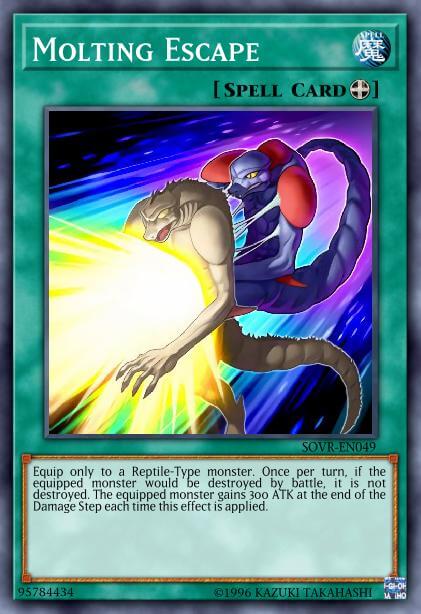 Molting Escape
SPELL
魔
[Spell Card]
SOVR-EN049
Equip only to a Reptile-Type monster. Once per turn, if the
equipped monster would be destroyed by battle, it is not
destroyed. The equipped monster gains 300 ATK at the end of the
Damage Step each time this effect is applied.
95784434
©1996 KAZUKI TAKAHASHI